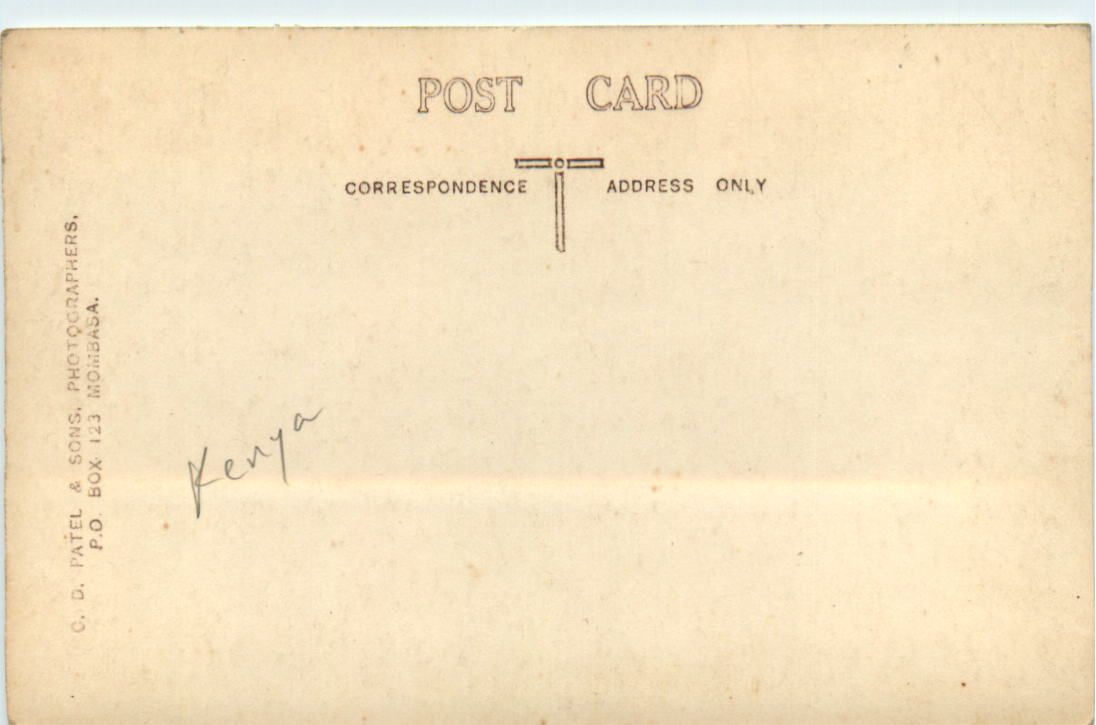 POST CARD
CORRESPONDENCE ADDRESS ONLY
C. D. PATEL & SONS, PHOTOGRAPHERS,
P.O. BOX 123 MOMBASA.
Kenya